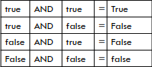 true AND true = True
true AND false = False
false AND true = False
False AND false = False